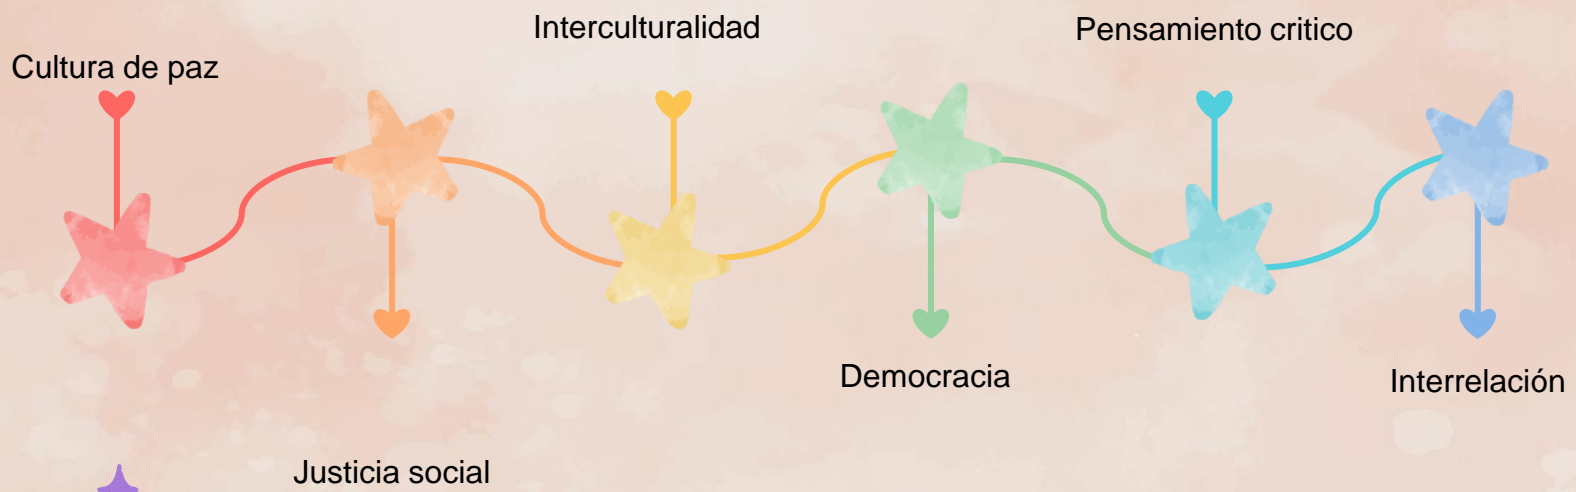 Cultura de paz
Interculturalidad
Pensamiento critico
Justicia social
Democracia
Interrelación